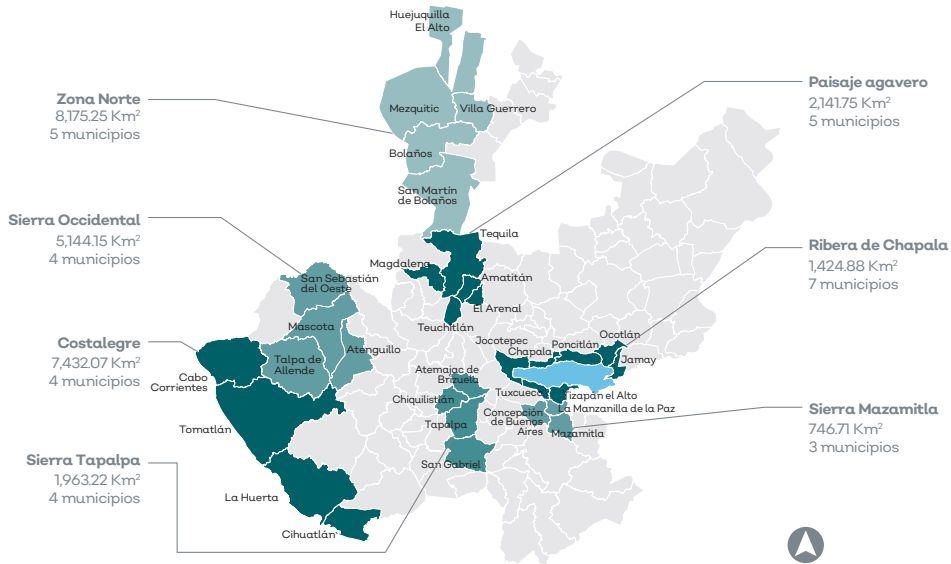 Huejuquilla
El Alto
Zona Norte
8,175.25 Km²
5 municipios
Mezquitic
Villa Guerrero
Bolaños
San Martín
de Bolaños
Paisaje agavero
2,141.75 Km²
5 municipios
Sierra Occidental
5,144.15 Km²
4 municipios
Tequila
Magdalena
Amatitán
El Arenal
Teuchitlán
Ribera de Chapala
1,424.88 Km²
7 municipios
San Sebastián
del Oeste
Mascota
Atenguillo
Talpa de
Allende
Costalegre
7,432.07 Km²
4 municipios
Cabo
Corrientes
Tomatlán
La Huerta
Cihuatlán
Jocotepec
Chapala
Poncitlán
Ocotlán
Jamay
Tuxcueco
Tizapán el Alto
La Manzanilla de la Paz
Concepción
de Buenos
Aires
Mazamitla
Atemajac de
Brizuela
Chiquilistlán
Tapalpa
San Gabriel
Sierra Mazamitla
746.71 Km²
3 municipios
Sierra Tapalpa
1,963.22 Km²
4 municipios